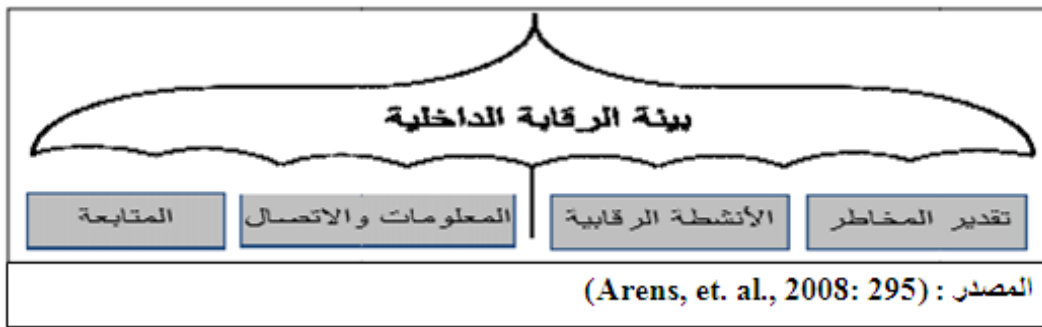 بيئة الرقابة الداخلية
تقدير المخاطر الأنشطة الرقابية المعلومات والاتصال المتابعة
المصدر : (Arens, et. al., 2008: 295)